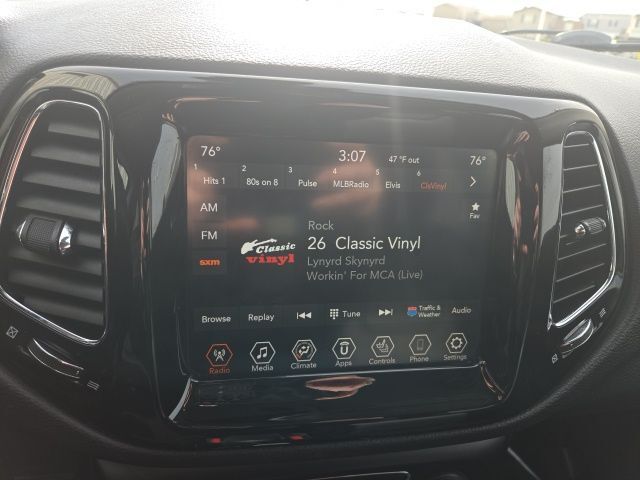 76° 3:07 47 °F out 76°
1 2 3 4 5 6
Hits 1 80s on 8 Pulse MLBRadio Elvis ClsVinyl
AM
FM
sxm
Fav
Classic
vinyl
Rock
26 Classic Vinyl
Lynyrd Skynyrd
Workin' For MCA (Live)
Browse Replay Tune Traffic & Weather Audio
Radio Media Climate Apps Controls Phone Settings